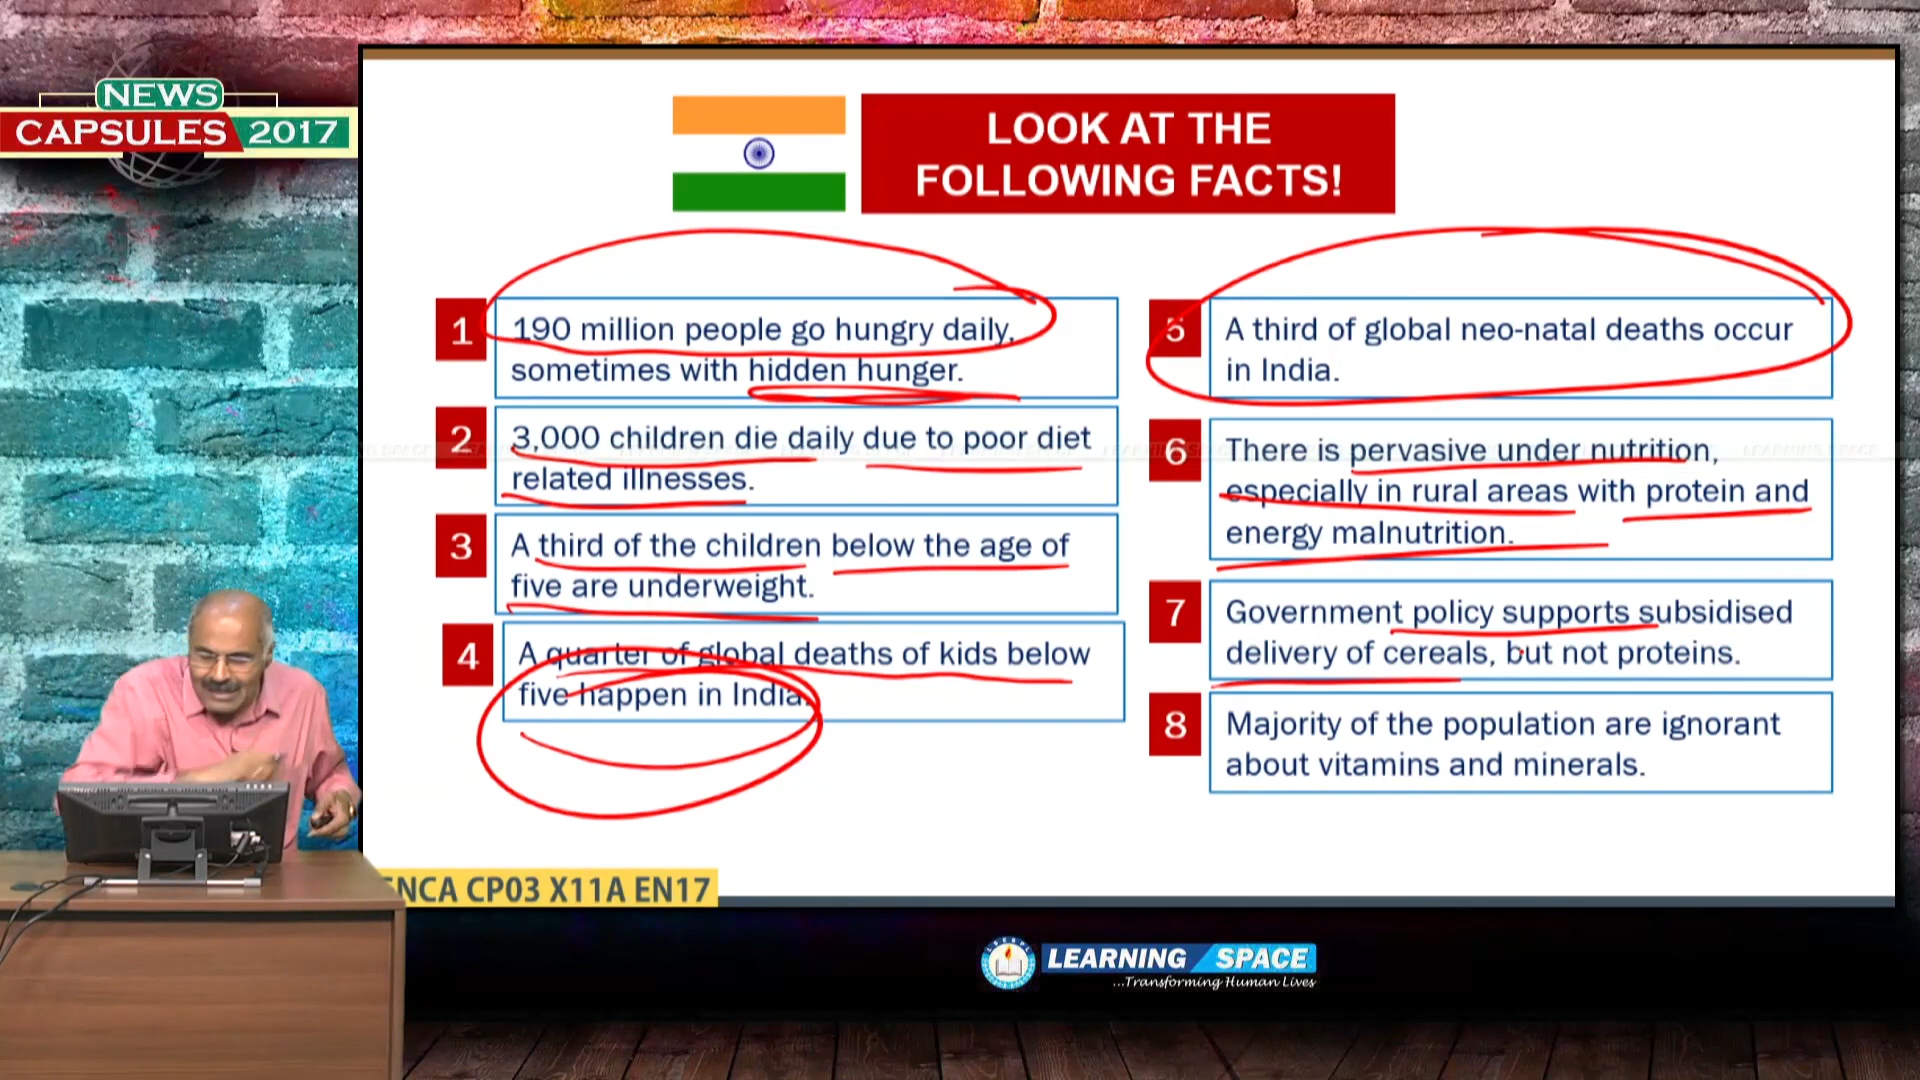 NEWS
CAPSULES 2017
LOOK AT THE
FOLLOWING FACTS!
1
190 million people go hungry daily,
sometimes with hidden hunger.
2
3,000 children die daily due to poor diet
related illnesses.
3
A third of the children below the age of
five are underweight.
4
A quarter of global deaths of kids below
five happen in India.
5
A third of global neo-natal deaths occur
in India.
6
There is pervasive under nutrition,
especially in rural areas with protein and
energy malnutrition.
7
Government policy supports subsidised
delivery of cereals, but not proteins.
8
Majority of the population are ignorant
about vitamins and minerals.
CP03 X11A EN17
LEARNING SPACE
...Transforming Human Lives